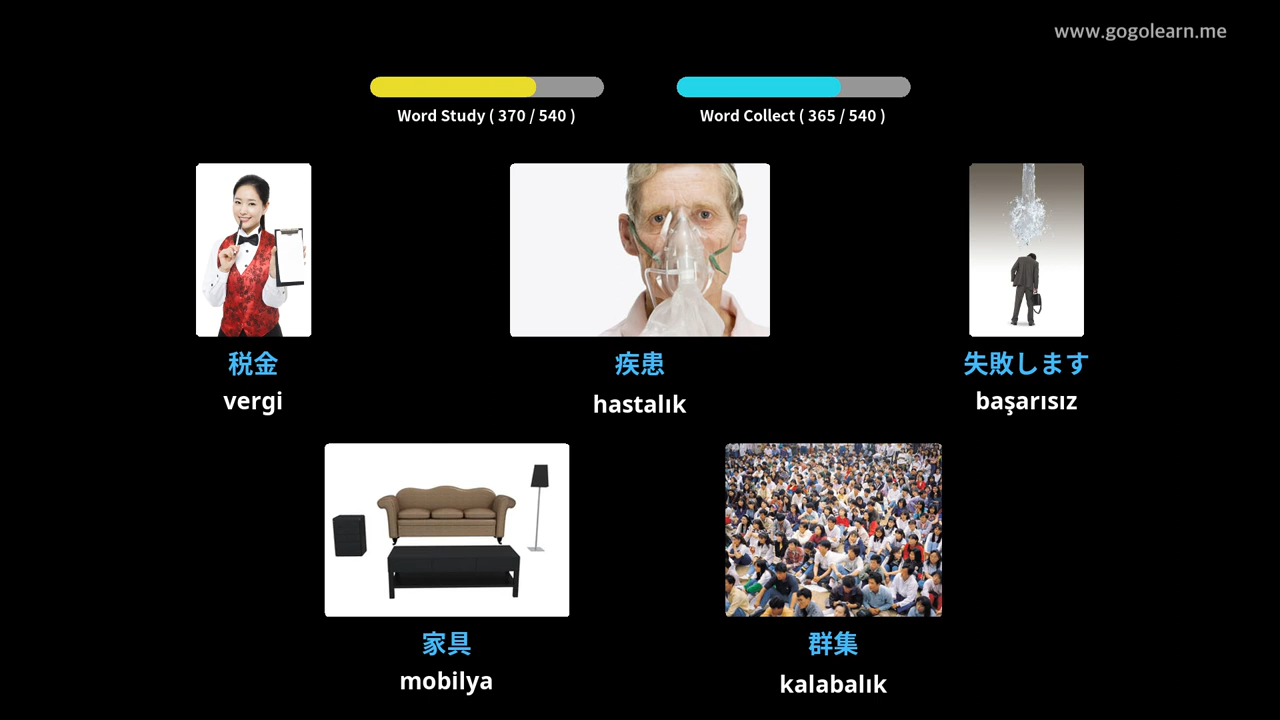 www.gogolearn.me
Word Study ( 370 / 540 )
Word Collect ( 365 / 540 )
税金
vergi
疾患
hastalık
失敗します
başarısız
家具
mobilya
群集
kalabalık